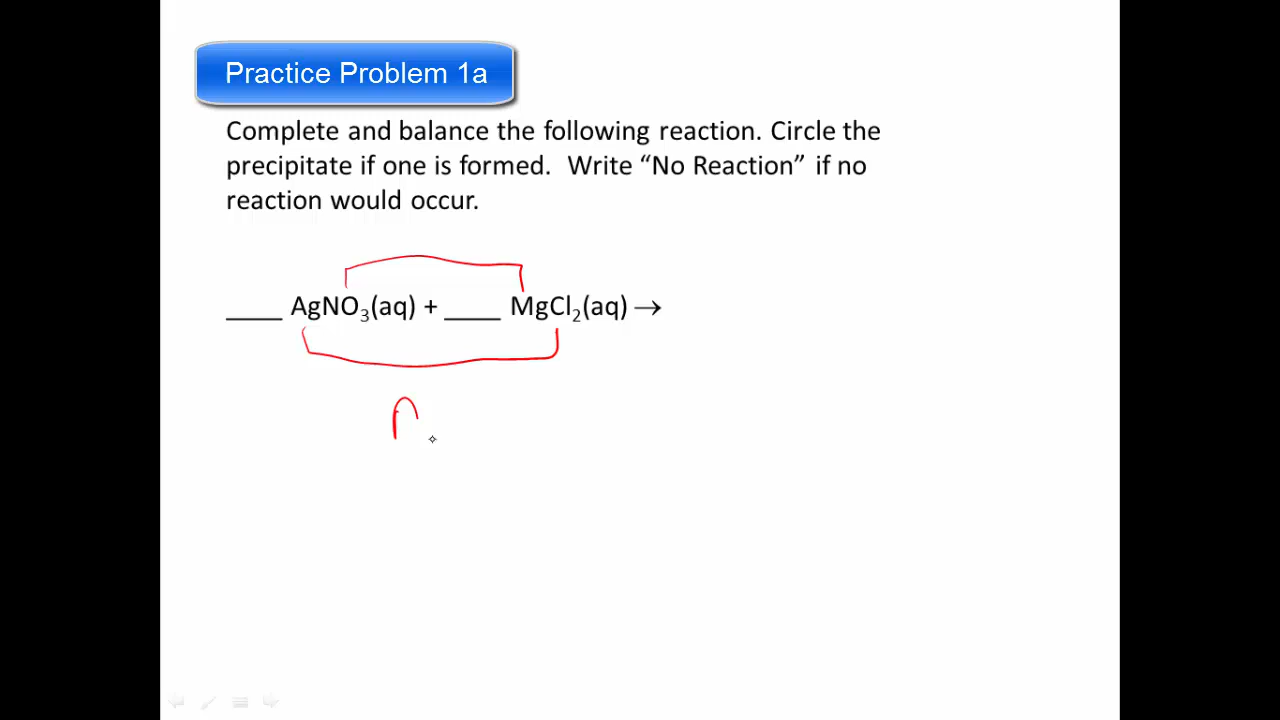 Practice Problem 1a
Complete and balance the following reaction. Circle the
precipitate if one is formed.  Write “No Reaction” if no
reaction would occur.
____ AgNO₃(aq) + ____ MgCl₂(aq) →